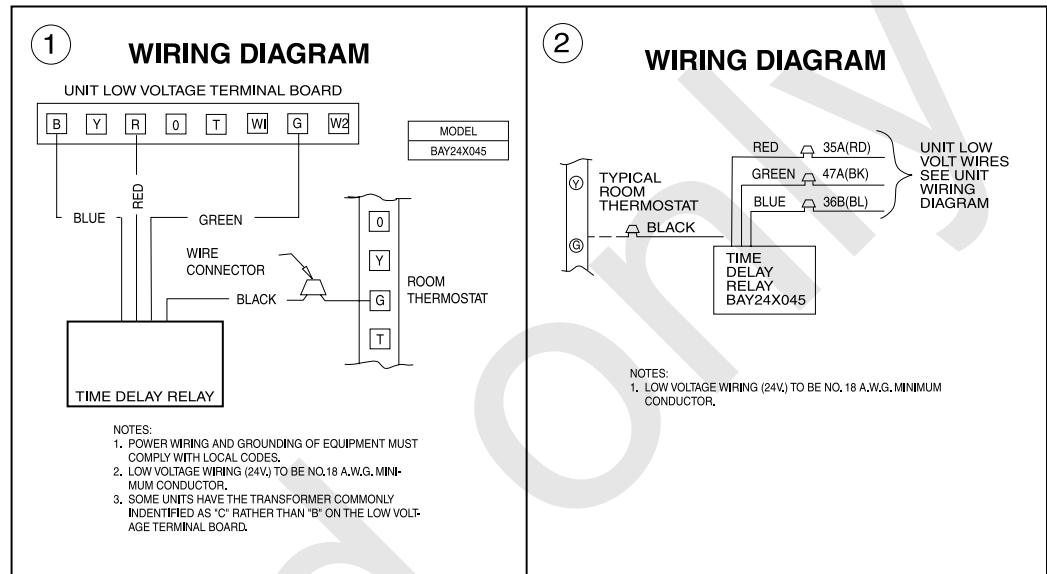 1
WIRING DIAGRAM
UNIT LOW VOLTAGE TERMINAL BOARD
B Y R 0 T W1 G W2
MODEL
BAY24X045
RED
BLUE
GREEN
WIRE
CONNECTOR
BLACK
0
Y
G
T
ROOM
THERMOSTAT
TIME DELAY RELAY
NOTES:
1. POWER WIRING AND GROUNDING OF EQUIPMENT MUST
COMPLY WITH LOCAL CODES.
2. LOW VOLTAGE WIRING (24V.) TO BE NO.18 A.W.G. MINI-
MUM CONDUCTOR.
3. SOME UNITS HAVE THE TRANSFORMER COMMONLY
INDENTIFIED AS "C" RATHER THAN "B" ON THE LOW VOLT-
AGE TERMINAL BOARD.
2
WIRING DIAGRAM
RED 35A(RD)
GREEN 47A(BK)
BLUE 36B(BL)
UNIT LOW
VOLT WIRES
SEE UNIT
WIRING
DIAGRAM
Y
TYPICAL
ROOM
THERMOSTAT
BLACK
G
TIME
DELAY
RELAY
BAY24X045
NOTES:
1. LOW VOLTAGE WIRING (24V.) TO BE NO. 18 A.W.G. MINIMUM
CONDUCTOR.
only